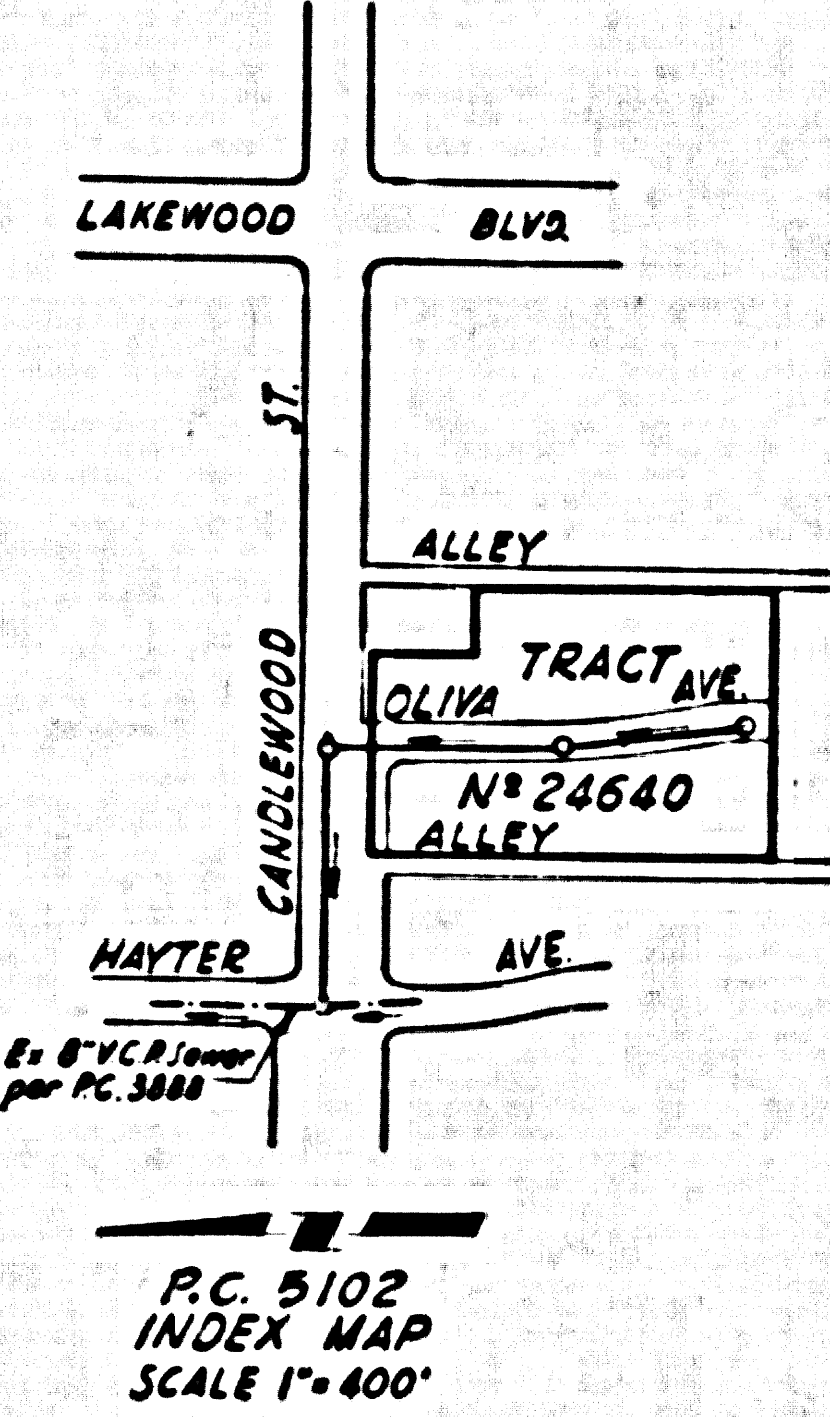 LAKEWOOD BLVD
CANDLEWOOD ST.
ALLEY
TRACT
OLIVA AVE.
Nº 24640
ALLEY
HAYTER AVE.
Ex 8" V.C.P. Sewer
per P.C. 3888
N
P.C. 5102
INDEX MAP
SCALE 1"=400'